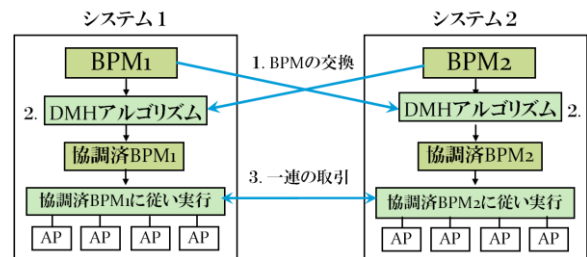 システム1
システム2
BPM1
1. BPMの交換
BPM2
2.
DMHアルゴリズム
DMHアルゴリズム
2.
協調済BPM1
協調済BPM2
3. 一連の取引
協調済BPM1に従い実行
協調済BPM2に従い実行
AP
AP
AP
AP
AP
AP
AP
AP